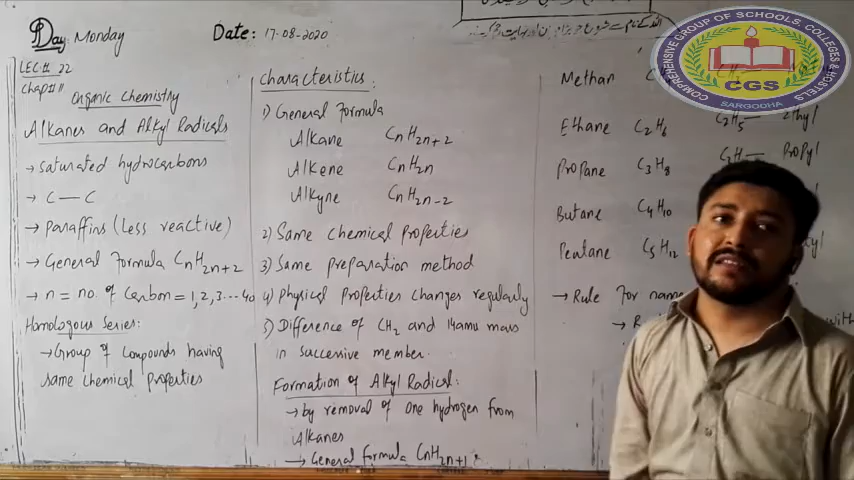 Day: Monday
Date: 17-08-2020
LEC# 22
Chap# 11
Organic Chemistry
Alkanes and Alkyl Radicals
→ Saturated hydrocarbons
→ C — C
→ Paraffins (Less reactive)
→ General Formula CnH2n+2
→ n = no. of Carbon = 1,2,3...40
Homologous Series:
→ Group of Compounds having
same chemical properties
Characteristics:
1) General Formula
Alkane CnH2n+2
Alkene CnH2n
Alkyne CnH2n-2
2) Same Chemical Properties
3) Same preparation method
4) Physical Properties changes regularly
5) Difference of CH2 and 14amu mass
in successive member.
Formation of Alkyl Radical:
→ by removal of one hydrogen from
Alkanes
→ General formula CnH2n+1
Methan
Ethane C2H6 C2H5— Ethyl
Propane C3H8 Propyl
Butane C4H10
Pentane C5H12
→ Rule for
with
COMPREHENSIVE GROUP OF SCHOOLS, COLLEGES & HOSTELS
CGS
SARGODHA